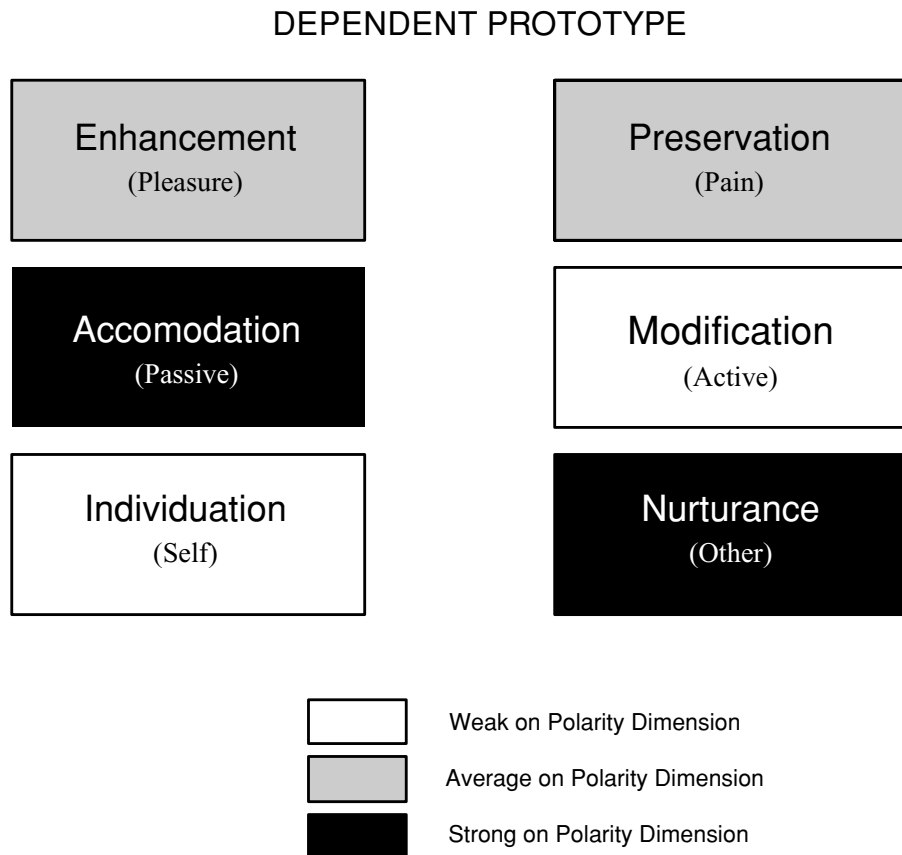 DEPENDENT PROTOTYPE
Enhancement
(Pleasure)
Preservation
(Pain)
Accomodation
(Passive)
Modification
(Active)
Individuation
(Self)
Nurturance
(Other)
Weak on Polarity Dimension
Average on Polarity Dimension
Strong on Polarity Dimension